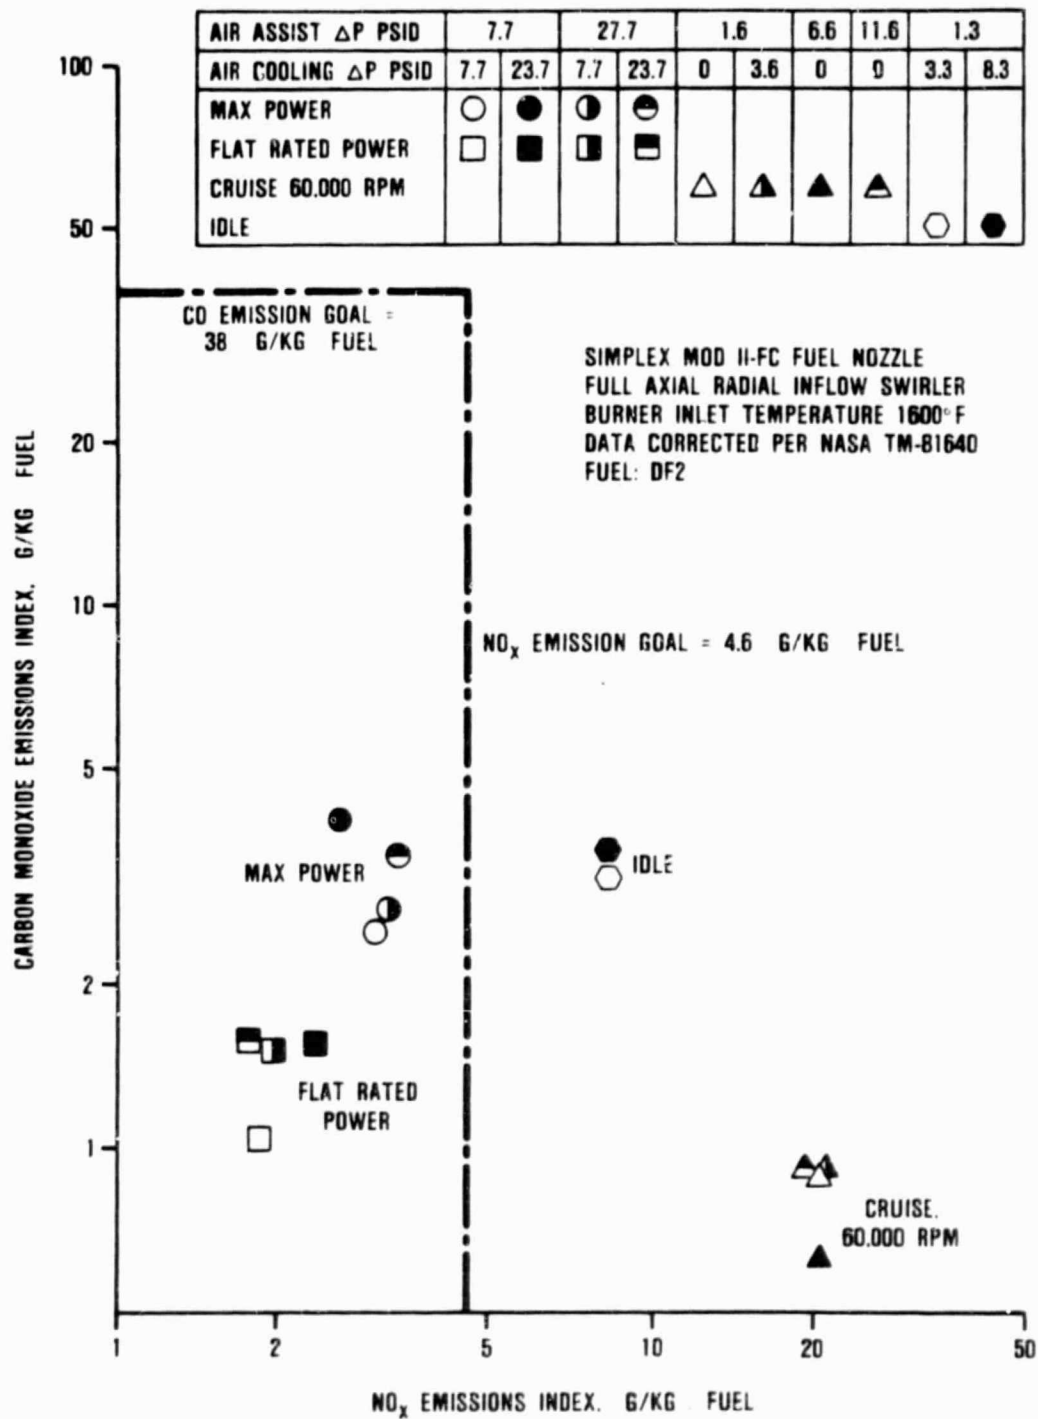 AIR ASSIST △P PSID 7.7 27.7 1.6 6.6 11.6 1.3
AIR COOLING △P PSID 7.7 23.7 7.7 23.7 0 3.6 0 0 3.3 8.3
MAX POWER
FLAT RATED POWER
CRUISE 60.000 RPM
IDLE
100
50
20
10
5
2
1
CARBON MONOXIDE EMISSIONS INDEX. G/KG FUEL
CO EMISSION GOAL =
38 G/KG FUEL
SIMPLEX MOD II-FC FUEL NOZZLE
FULL AXIAL RADIAL INFLOW SWIRLER
BURNER INLET TEMPERATURE 1600°F
DATA CORRECTED PER NASA TM-81640
FUEL: DF2
NOx EMISSION GOAL = 4.6 G/KG FUEL
MAX POWER
IDLE
FLAT RATED
POWER
CRUISE.
60.000 RPM
1 2 5 10 20 50
NOx EMISSIONS INDEX. G/KG FUEL